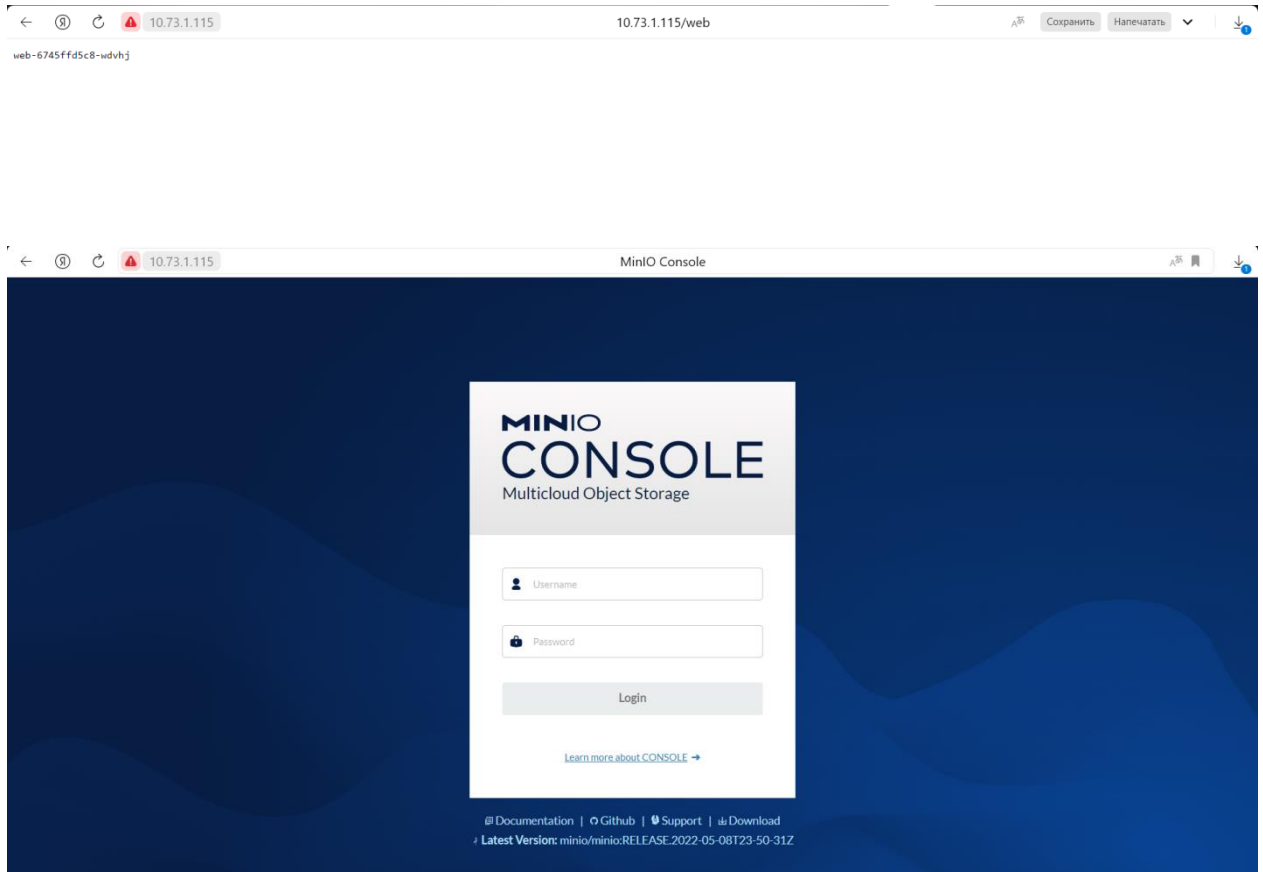 10.73.1.115 10.73.1.115/web Сохранить Напечатать
web-6745ffd5c8-wdvhj
10.73.1.115 MinIO Console
MINIO
CONSOLE
Multicloud Object Storage
Username
Password
Login
Learn more about CONSOLE
Documentation | Github | Support | Download
Latest Version: minio/minio:RELEASE.2022-05-08T23-50-31Z